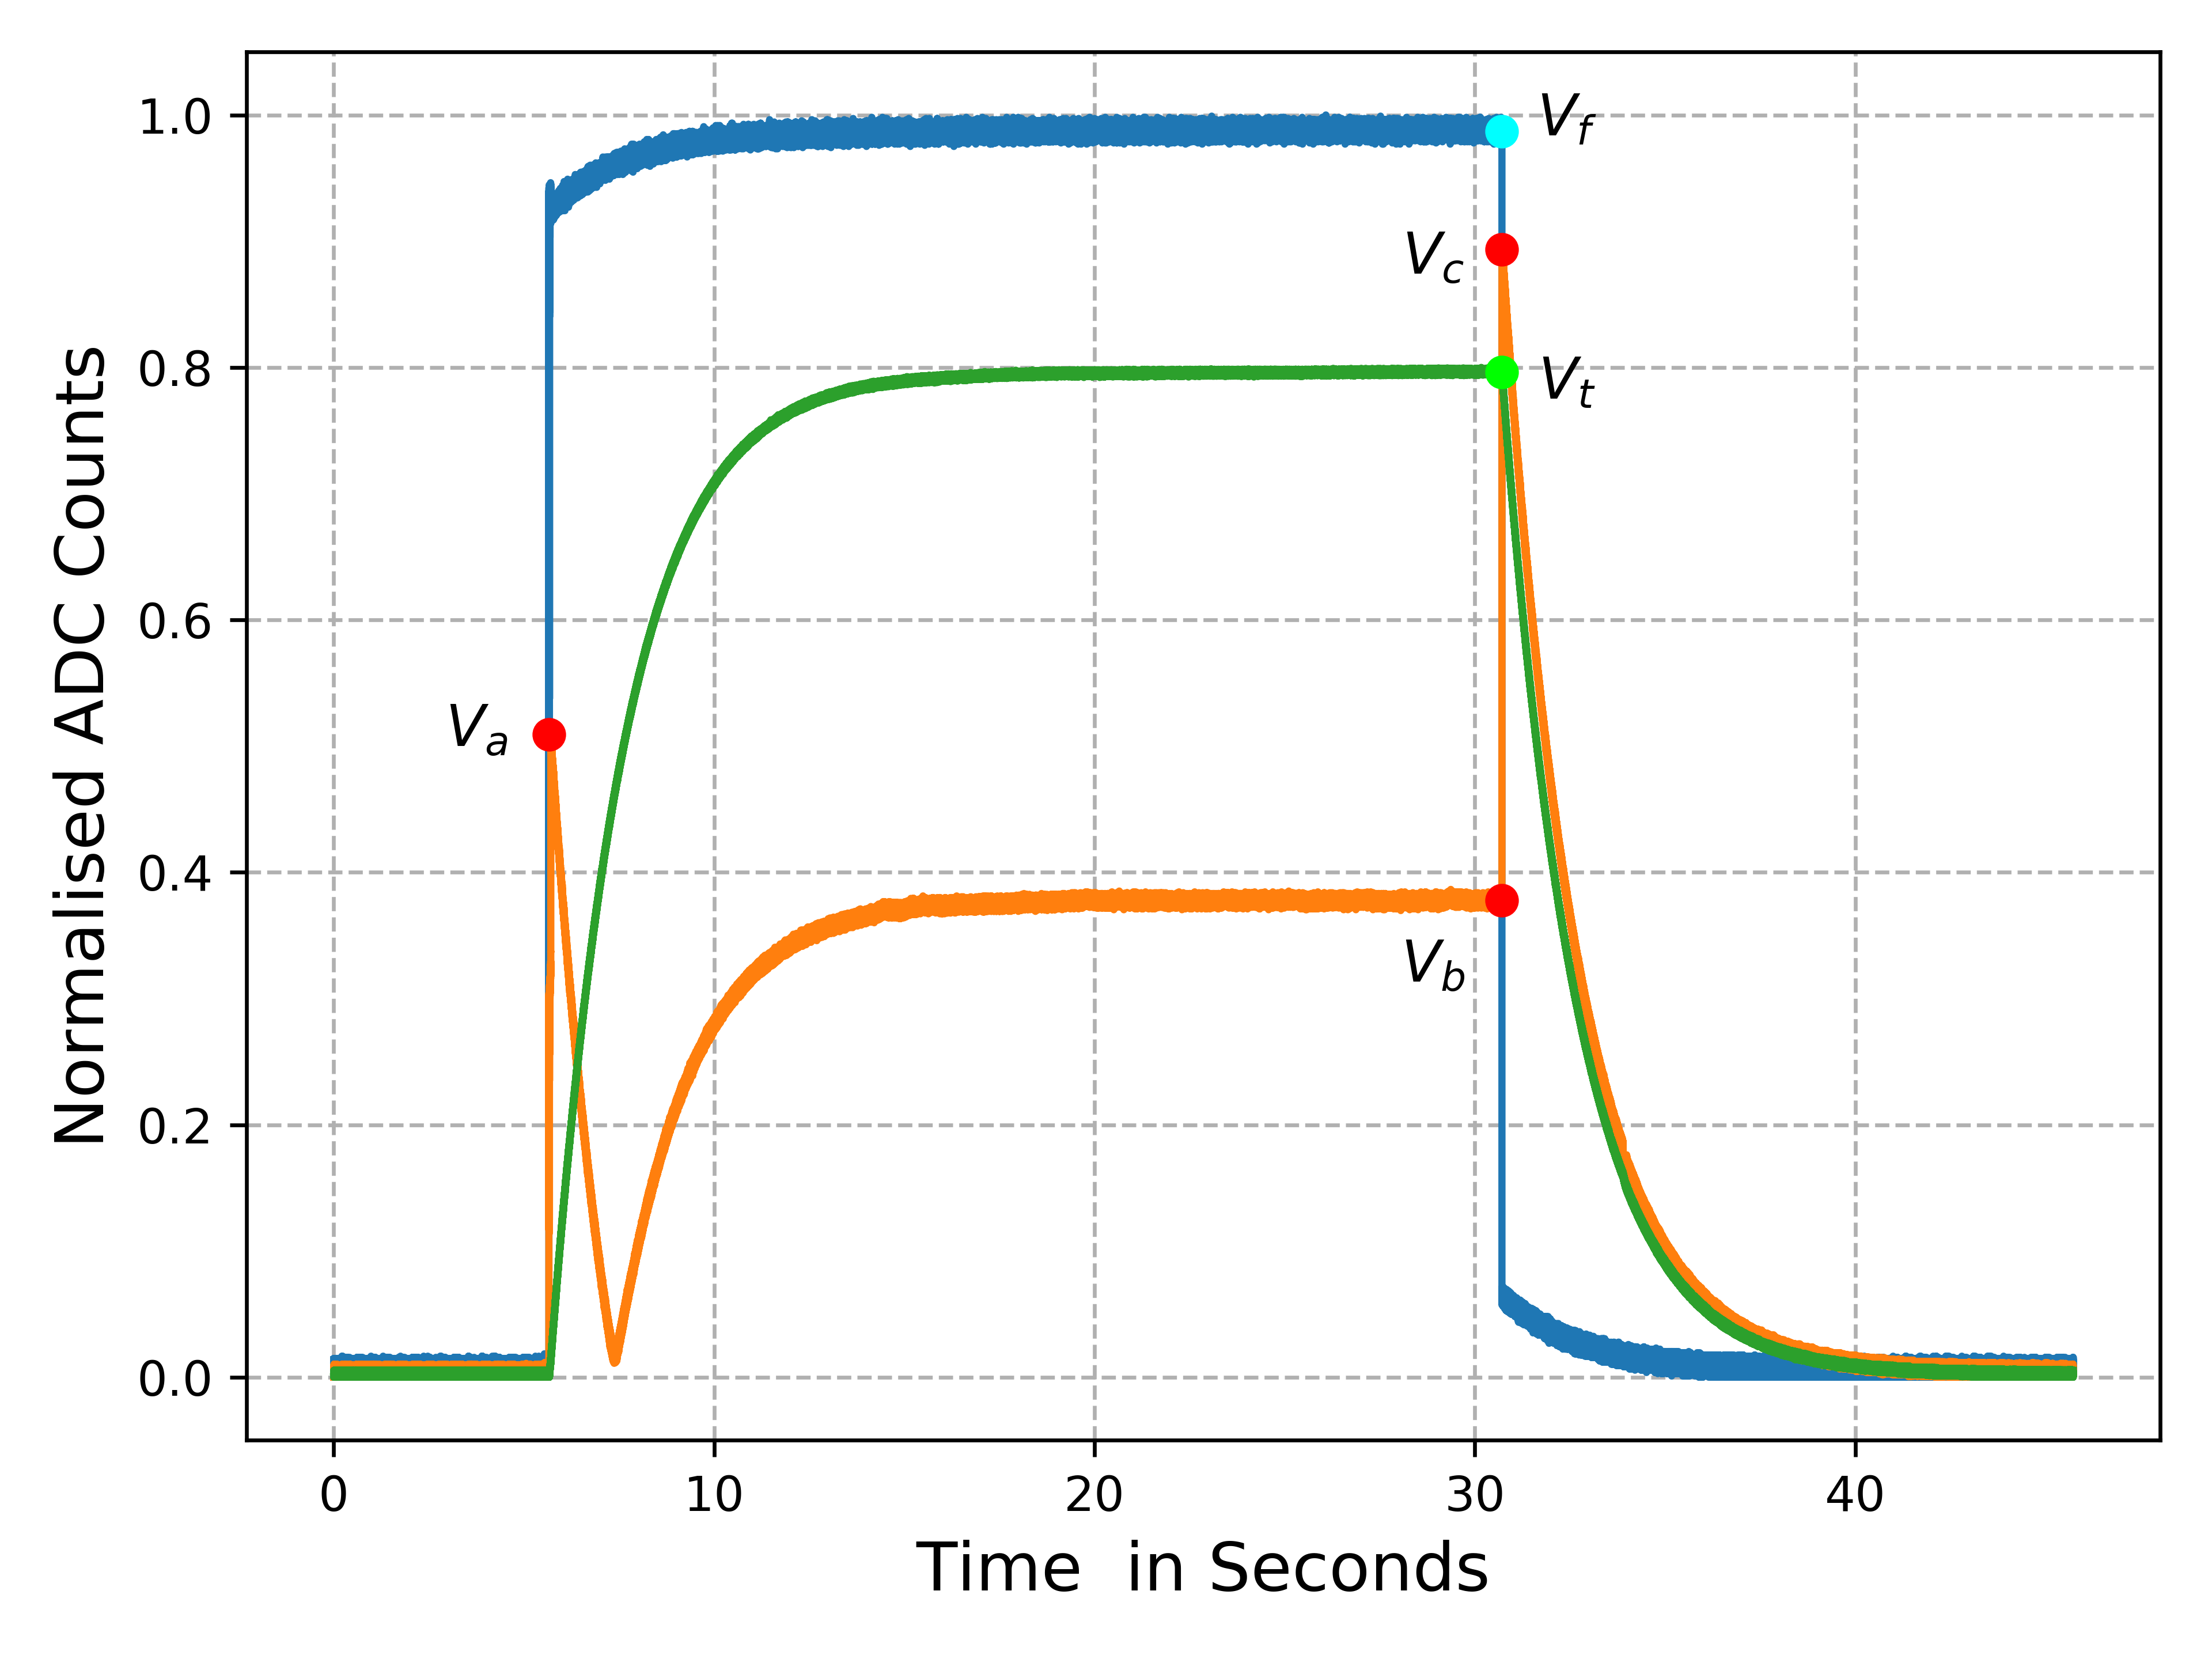 Normalised ADC Counts
1.0
0.8
0.6
0.4
0.2
0.0
V_f
V_c
V_t
V_a
V_b
0 10 20 30 40
Time in Seconds